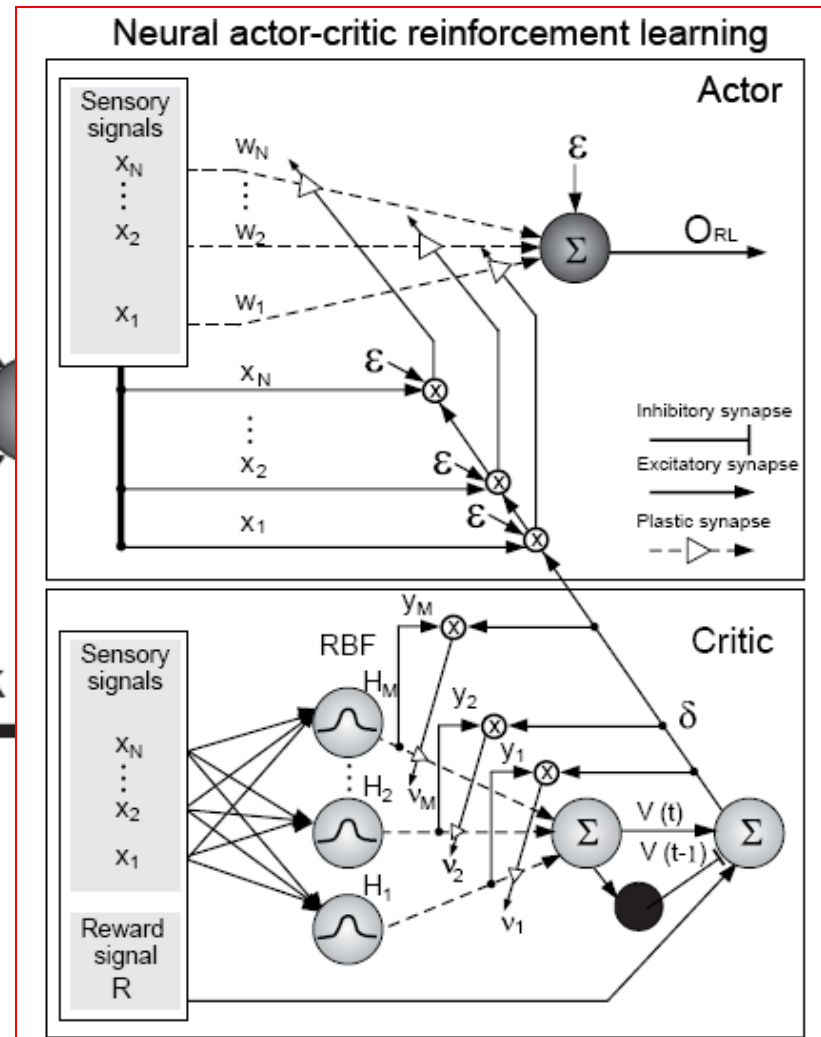 Neural actor-critic reinforcement learning
Actor
Sensory
signals
x_N
⋮
x_2
x_1
w_N
⋮
w_2
w_1
ε
Σ
O_RL
x_N
⋮
x_2
x_1
ε
x
ε
x
ε
x
Inhibitory synapse
Excitatory synapse
Plastic synapse
Critic
Sensory
signals
x_N
⋮
x_2
x_1
Reward
signal
R
RBF
H_M
⋮
H_2
H_1
y_M
x
y_2
x
y_1
x
δ
v_M
v_2
v_1
Σ
V (t)
V (t-1)
Σ